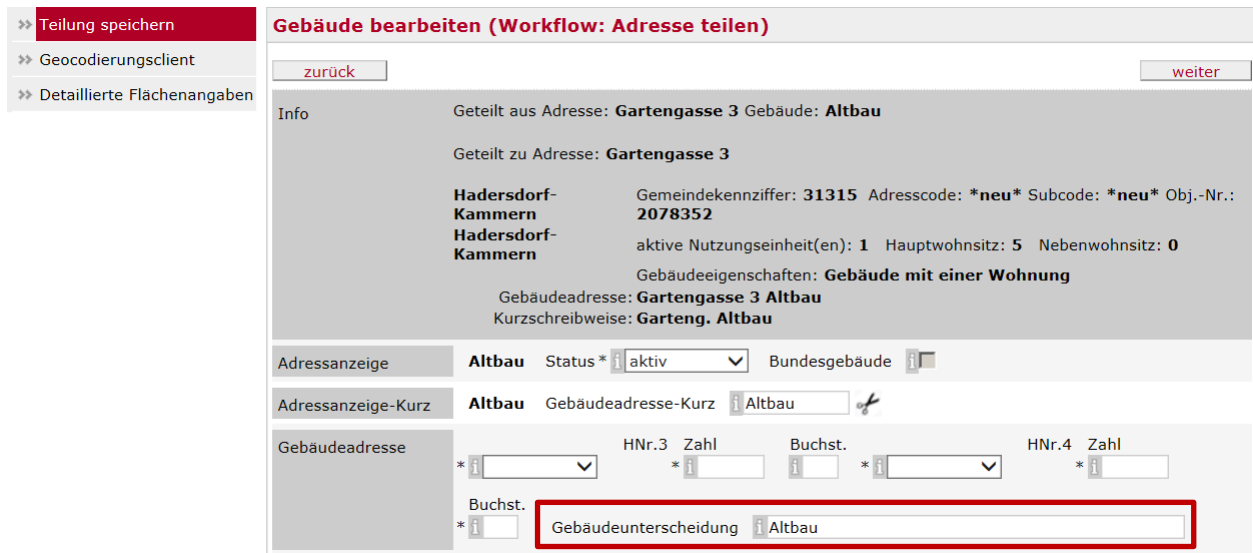 Teilung speichern
Geocodierungsclient
Detaillierte Flächenangaben
Gebäude bearbeiten (Workflow: Adresse teilen)
zurück weiter
Info Geteilt aus Adresse: Gartengasse 3 Gebäude: Altbau
Geteilt zu Adresse: Gartengasse 3
Hadersdorf-Kammern Gemeindekennziffer: 31315 Adresscode: *neu* Subcode: *neu* Obj.-Nr.: 2078352
Hadersdorf-Kammern aktive Nutzungseinheit(en): 1 Hauptwohnsitz: 5 Nebenwohnsitz: 0
Gebäudeeigenschaften: Gebäude mit einer Wohnung
Gebäudeadresse: Gartengasse 3 Altbau
Kurzschreibweise: Garteng. Altbau
Adressanzeige Altbau Status * aktiv Bundesgebäude
Adressanzeige-Kurz Altbau Gebäudeadresse-Kurz Altbau
Gebäudeadresse HNr.3 Zahl Buchst. HNr.4 Zahl
* * * *
Buchst.
* Gebäudeunterscheidung Altbau